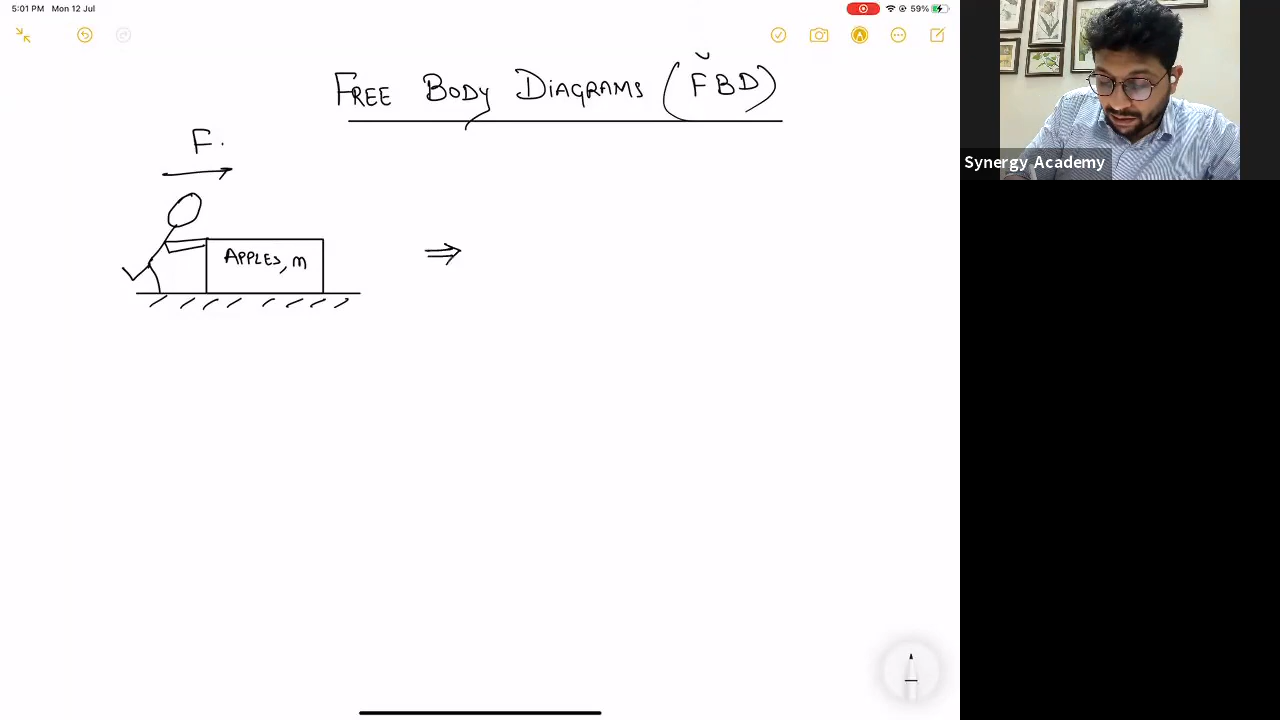 5:01 PM Mon 12 Jul
59%
FREE BODY DIAGRAMS (FBD)
F.
APPLES, m
⇒
Synergy Academy